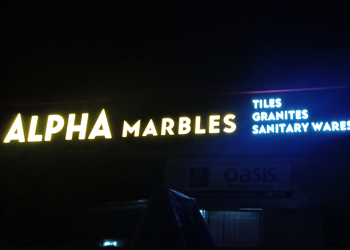 ALPHA MARBLES
TILES
GRANITES
SANITARY WARES
oasis